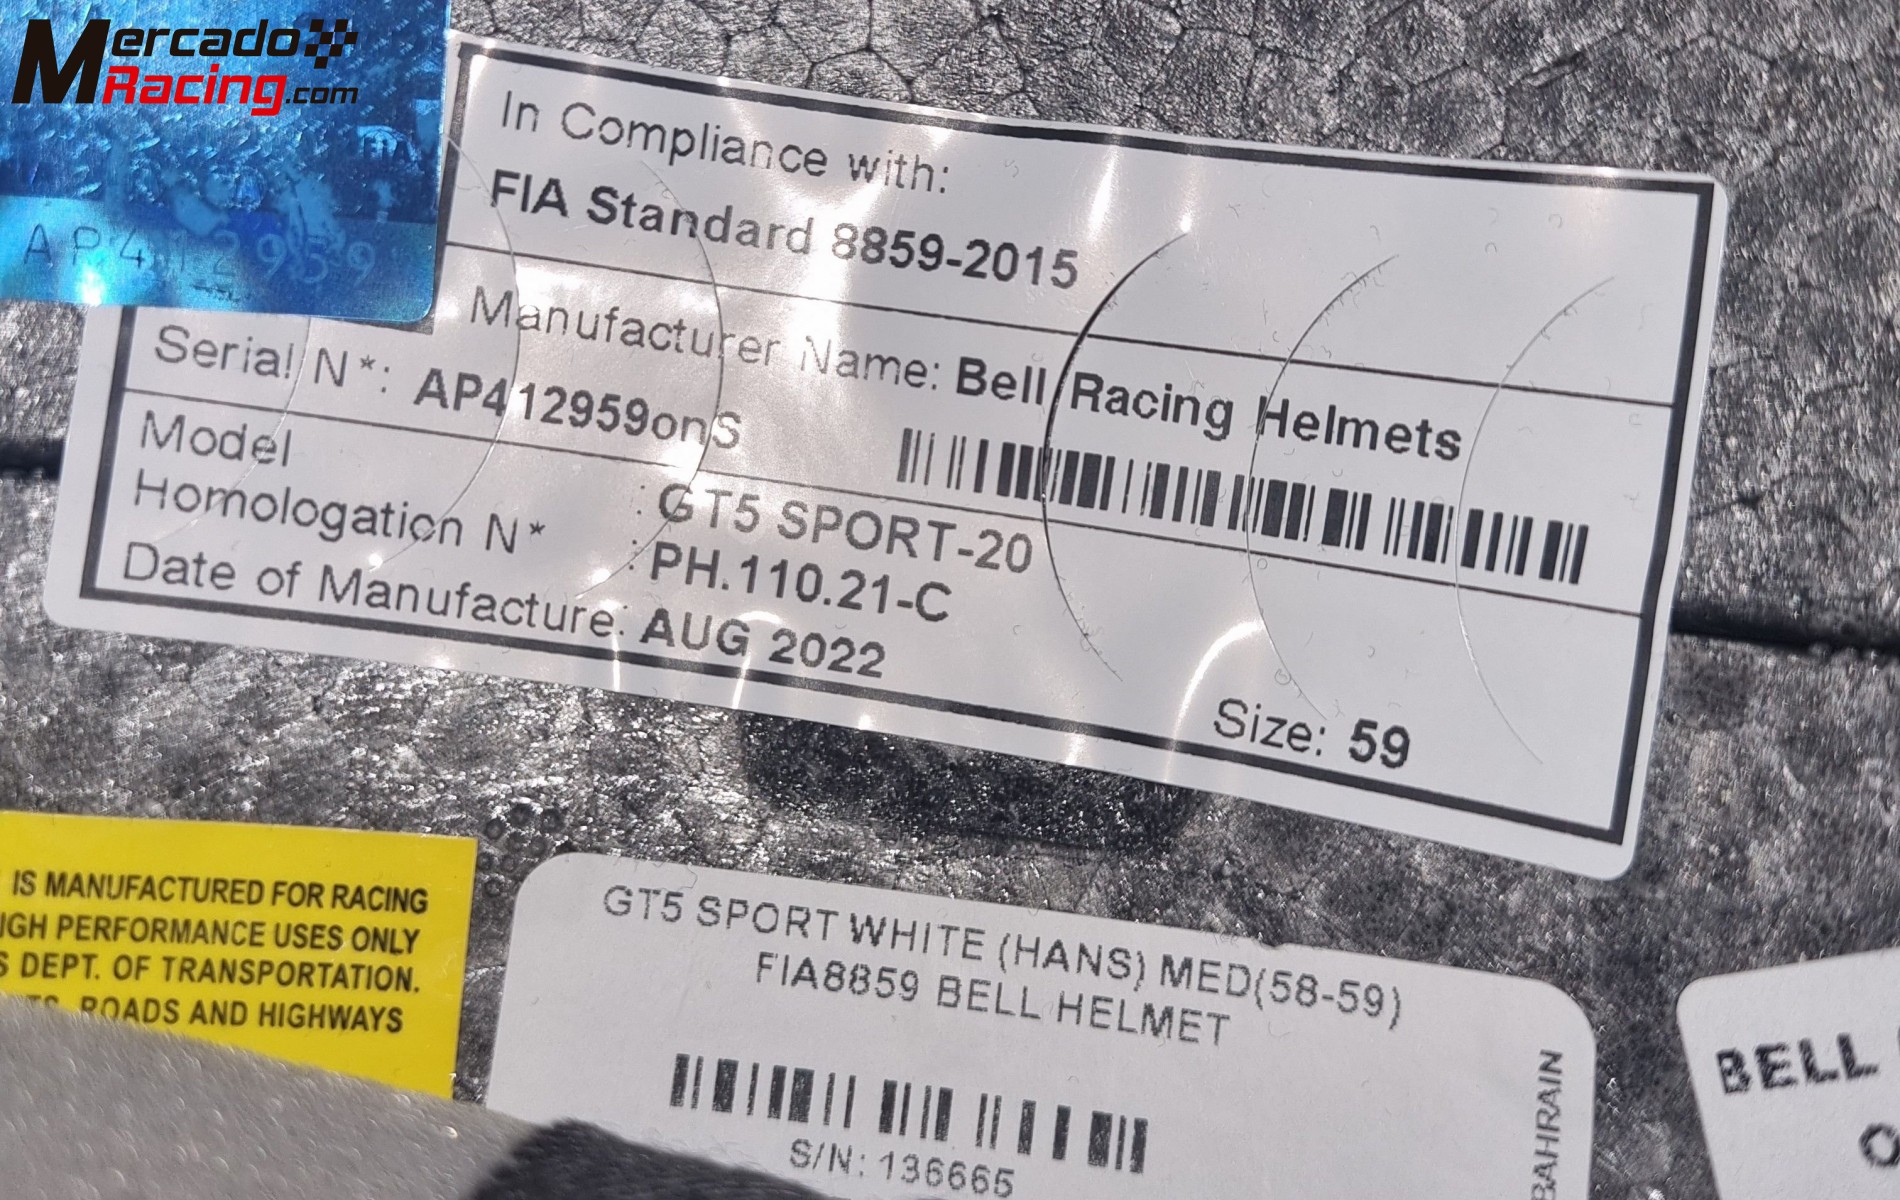 Mercado
Racing.com
FIA
AP412959
In Compliance with:
FIA Standard 8859-2015
Manufacturer Name: Bell Racing Helmets
Serial N*: AP412959onS
Model : GT5 SPORT-20
Homologation N* : PH.110.21-C
Date of Manufacture: AUG 2022
Size: 59
IS MANUFACTURED FOR RACING
PERFORMANCE USES ONLY
DEPT. OF TRANSPORTATION.
ROADS AND HIGHWAYS
GT5 SPORT WHITE (HANS) MED(58-59)
FIA8859 BELL HELMET
S/N: 136665
BAHRAIN
BELL